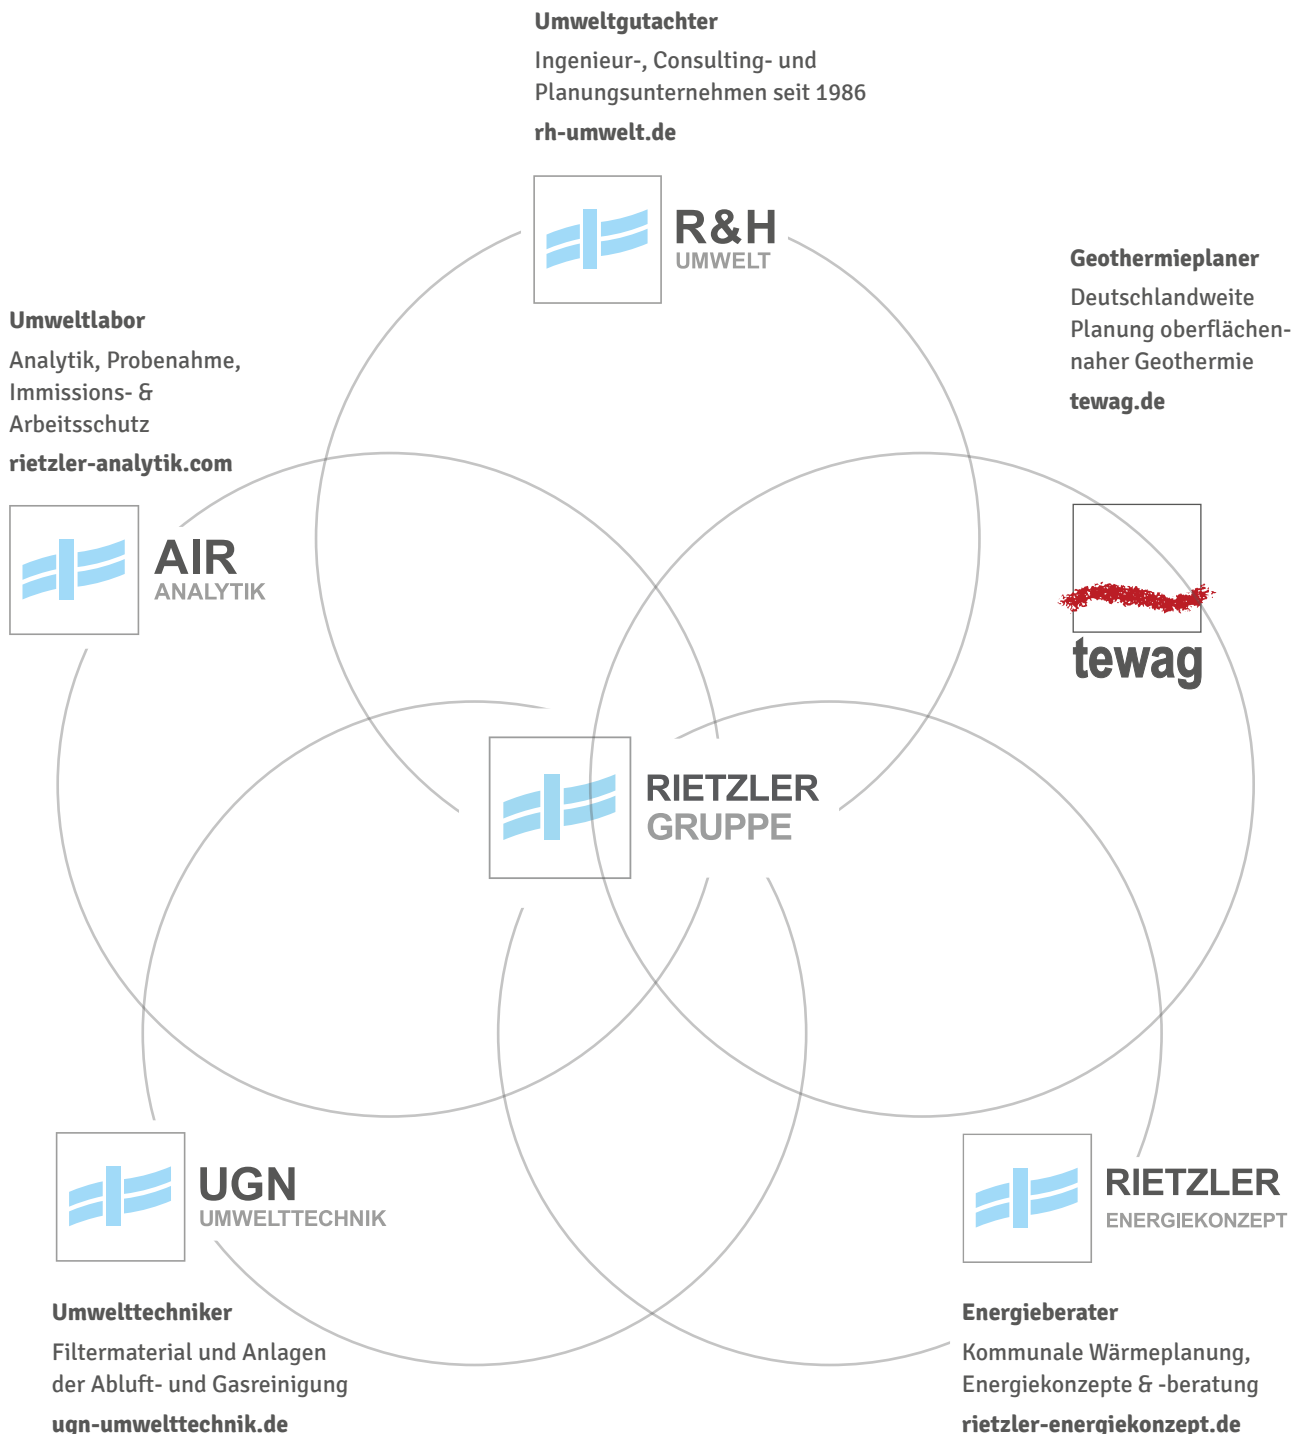 Umweltgutachter
Ingenieur-, Consulting- und
Planungsunternehmen seit 1986
rh-umwelt.de
R&H
UMWELT
Geothermieplaner
Deutschlandweite
Planung oberflächen-
naher Geothermie
tewag.de
tewag
Umweltlabor
Analytik, Probenahme,
Immissions- &
Arbeitsschutz
rietzler-analytik.com
AIR
ANALYTIK
RIETZLER
GRUPPE
UGN
UMWELTTECHNIK
Umwelttechniker
Filtermaterial und Anlagen
der Abluft- und Gasreinigung
ugn-umwelttechnik.de
RIETZLER
ENERGIEKONZEPT
Energieberater
Kommunale Wärmeplanung,
Energiekonzepte & -beratung
rietzler-energiekonzept.de